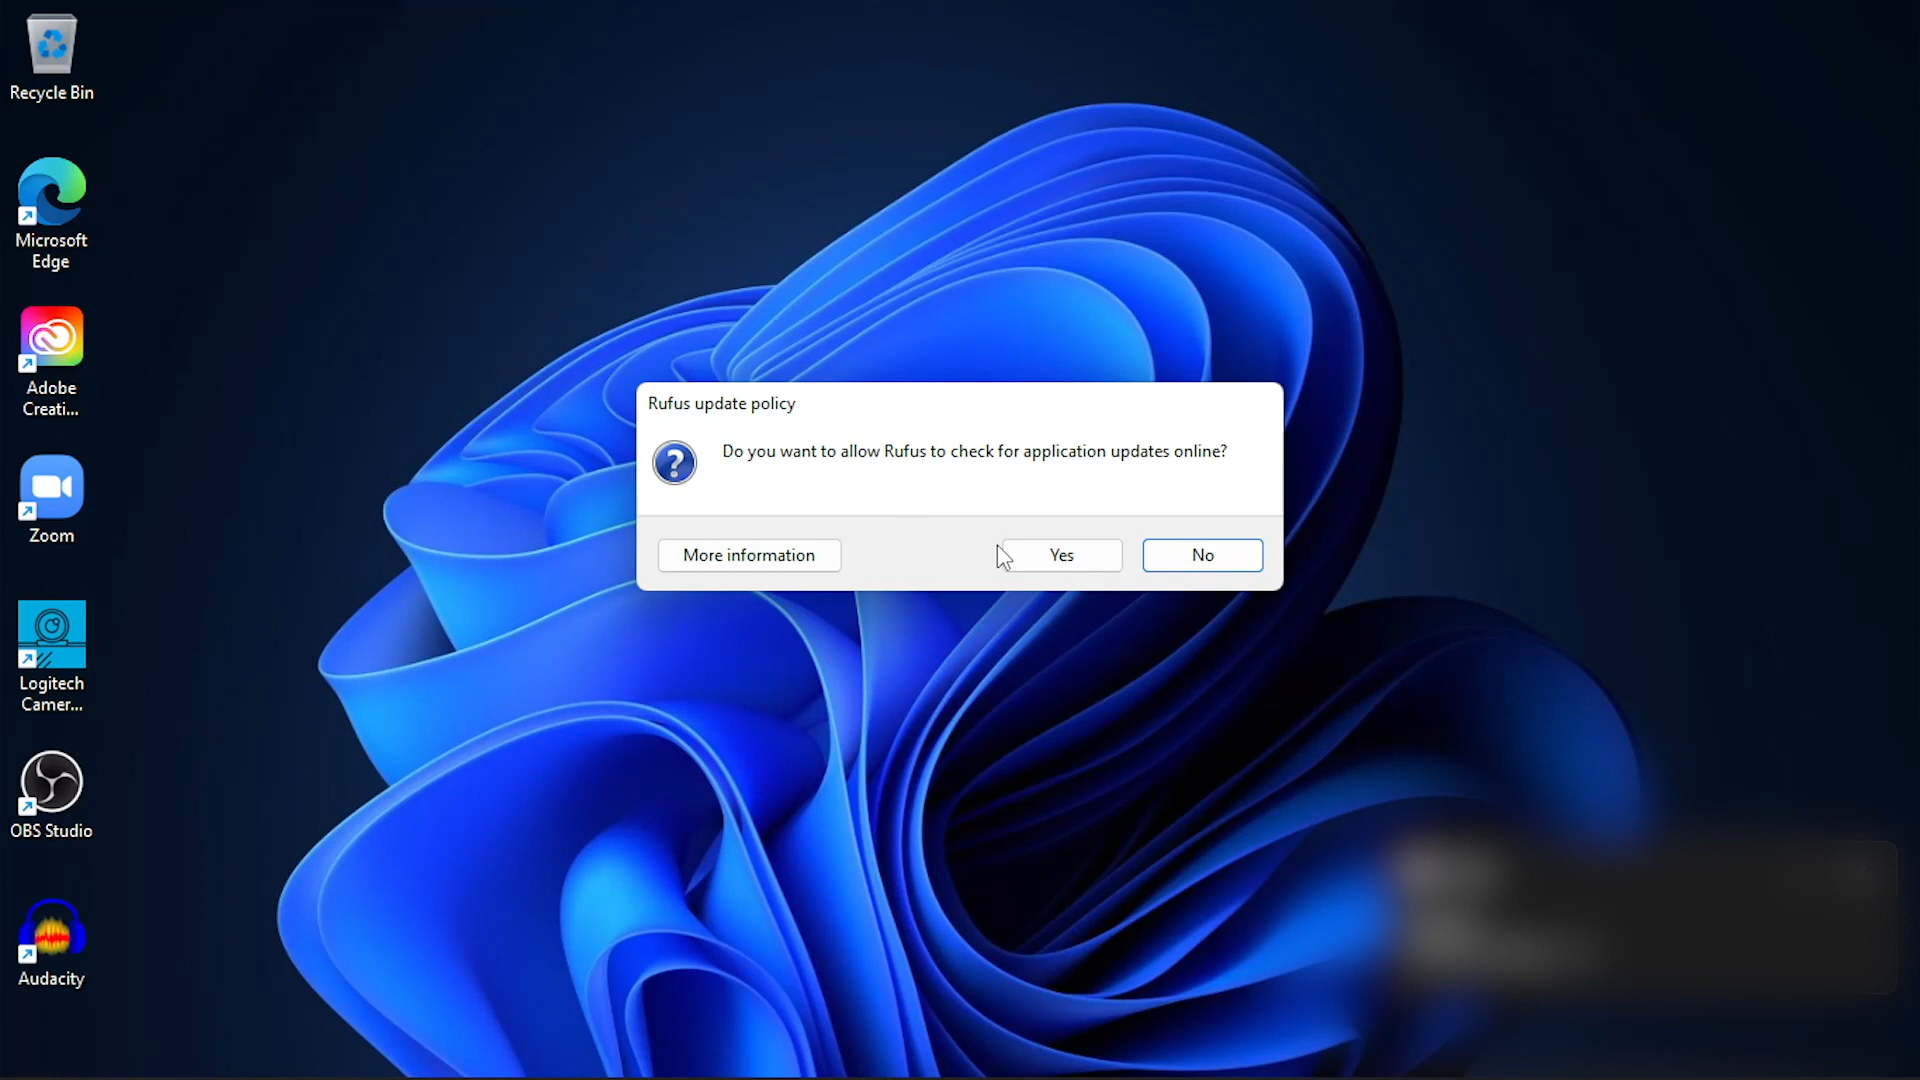 Recycle Bin
Microsoft
Edge
Adobe
Creati...
Zoom
Logitech
Camer...
OBS Studio
Audacity
Rufus update policy
Do you want to allow Rufus to check for application updates online?
More information
Yes
No